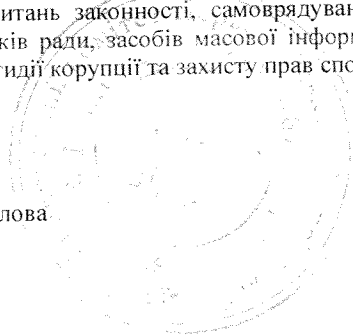 итань законності, самоврядуван
ків ради, засобів масової інформ
тидії корупції та захисту прав спо
лова